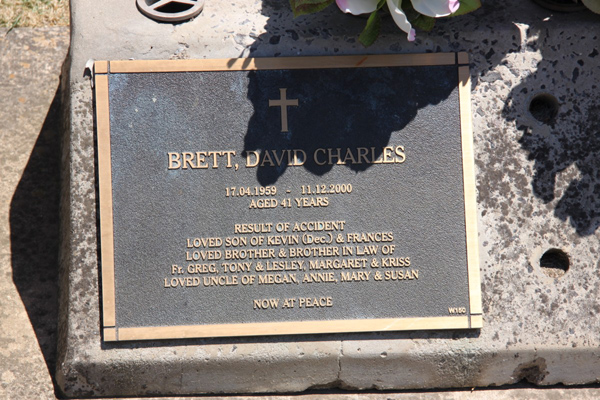 BRETT, DAVID CHARLES
17.04.1959 - 11.12.2000
AGED 41 YEARS
RESULT OF ACCIDENT
LOVED SON OF KEVIN (Dec.) & FRANCES
LOVED BROTHER & BROTHER IN LAW OF
Fr. GREG, TONY & LESLEY, MARGARET & KRISS
LOVED UNCLE OF MEGAN, ANNIE, MARY & SUSAN
NOW AT PEACE
W160